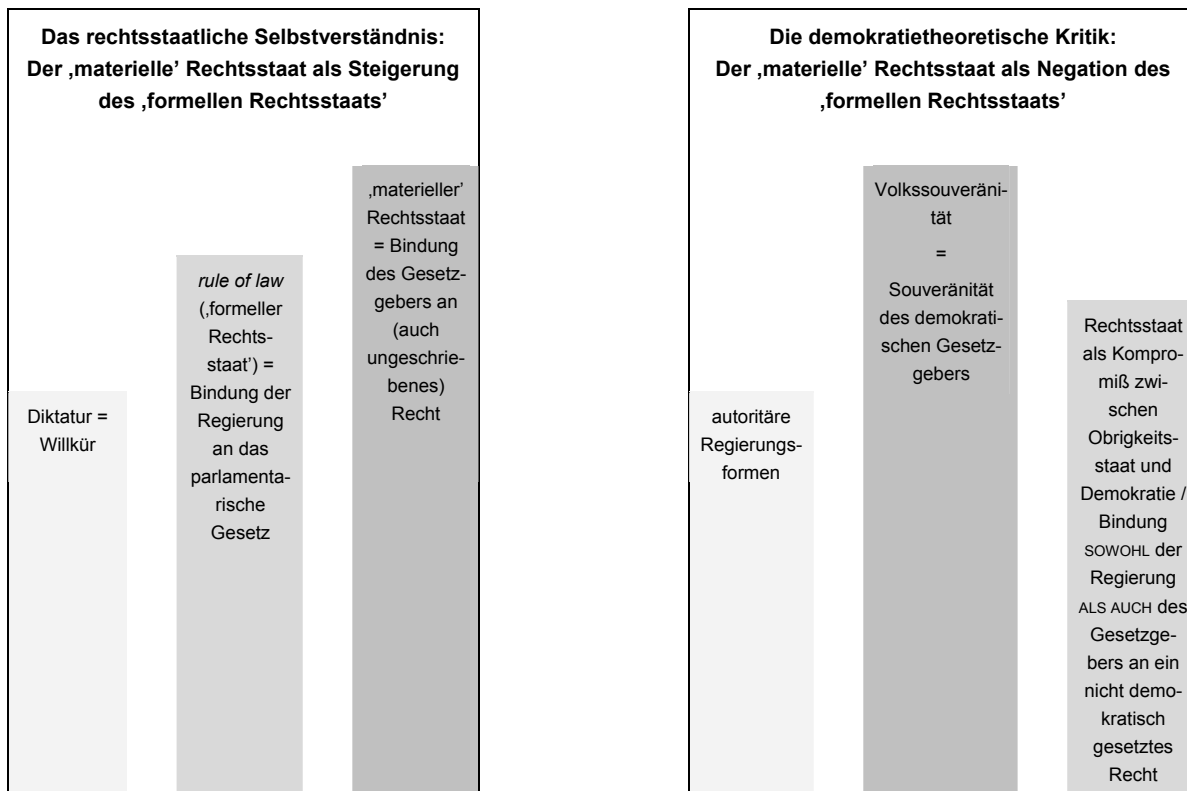 Das rechtsstaatliche Selbstverständnis:
Der ‚materielle’ Rechtsstaat als Steigerung
des ‚formellen Rechtsstaats’
Diktatur =
Willkür
rule of law
(‚formeller
Rechts-
staat’) =
Bindung der
Regierung
an das
parlamenta-
rische
Gesetz
‚materieller’
Rechtsstaat
= Bindung
des Gesetz-
gebers an
(auch
ungeschrie-
benes)
Recht
Die demokratietheoretische Kritik:
Der ‚materielle’ Rechtsstaat als Negation des
‚formellen Rechtsstaats’
autoritäre
Regierungs-
formen
Volkssouveräni-
tät
=
Souveränität
des demokrati-
schen Gesetz-
gebers
Rechtsstaat
als Kompro-
miß zwi-
schen
Obrigkeits-
staat und
Demokratie /
Bindung
SOWOHL der
Regierung
ALS AUCH des
Gesetzge-
bers an ein
nicht demo-
kratisch
gesetztes
Recht